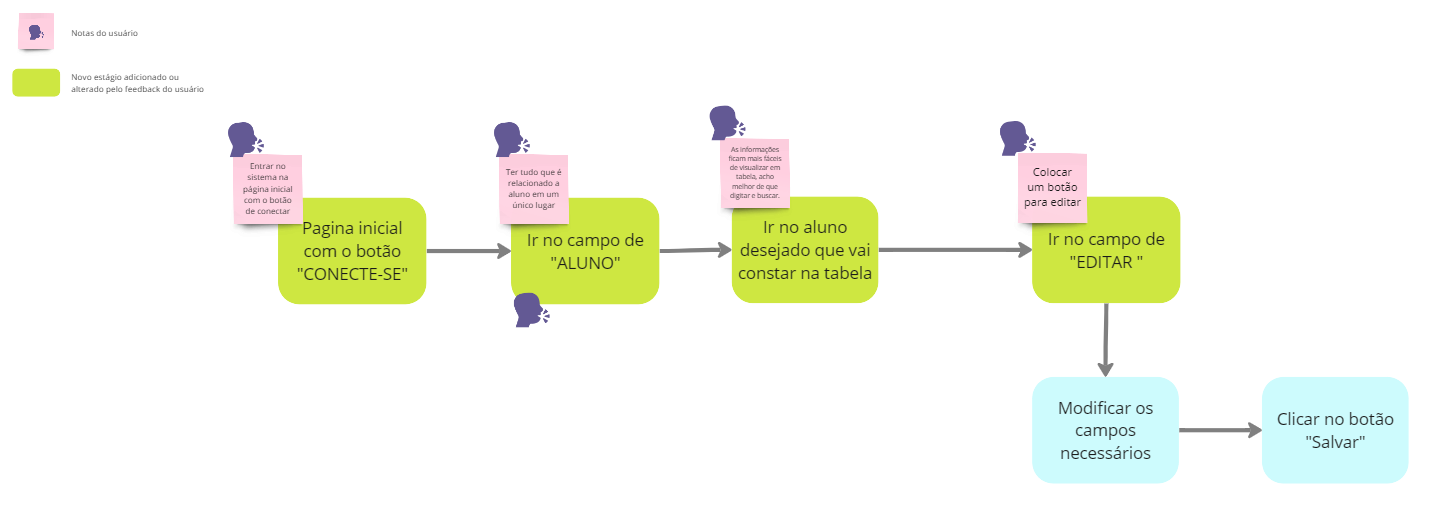 Notas do usuário
Novo estágio adicionado ou
alterado pelo feedback do usuário
Entrar no
sistema na
página inicial
com o botão
de conectar
Pagina inicial
com o botão
"CONECTE-SE"
Ter tudo que é
relacionado a
aluno em um
único lugar
Ir no campo de
"ALUNO"
As informações
ficam mais fáceis
de visualizar em
tabela, acho
melhor de que
digitar e buscar.
Ir no aluno
desejado que vai
constar na tabela
Colocar
um botão
para editar
Ir no campo de
"EDITAR "
Modificar os
campos
necessários
Clicar no botão
"Salvar"